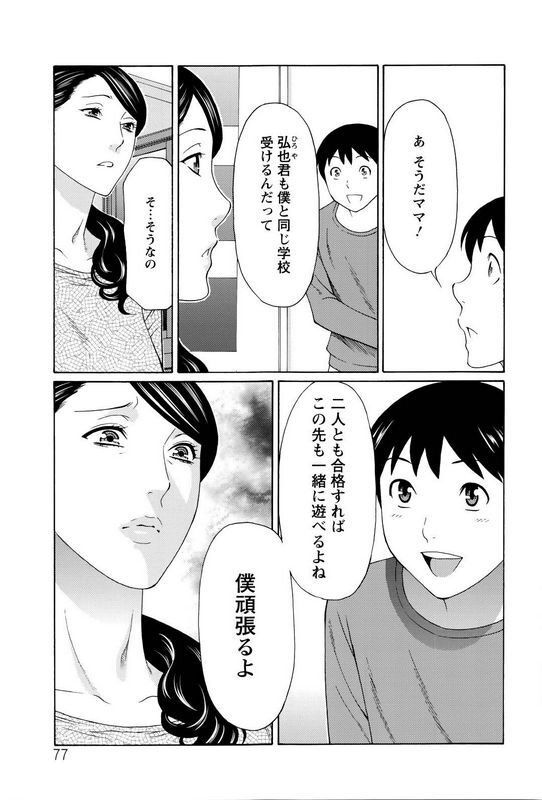 あ そうだママ！
弘也君も僕と同じ学校
ひろや
受けるんだって
そ…そうなの
二人とも合格すれば
この先も一緒に遊べるよね
僕頑張るよ
77